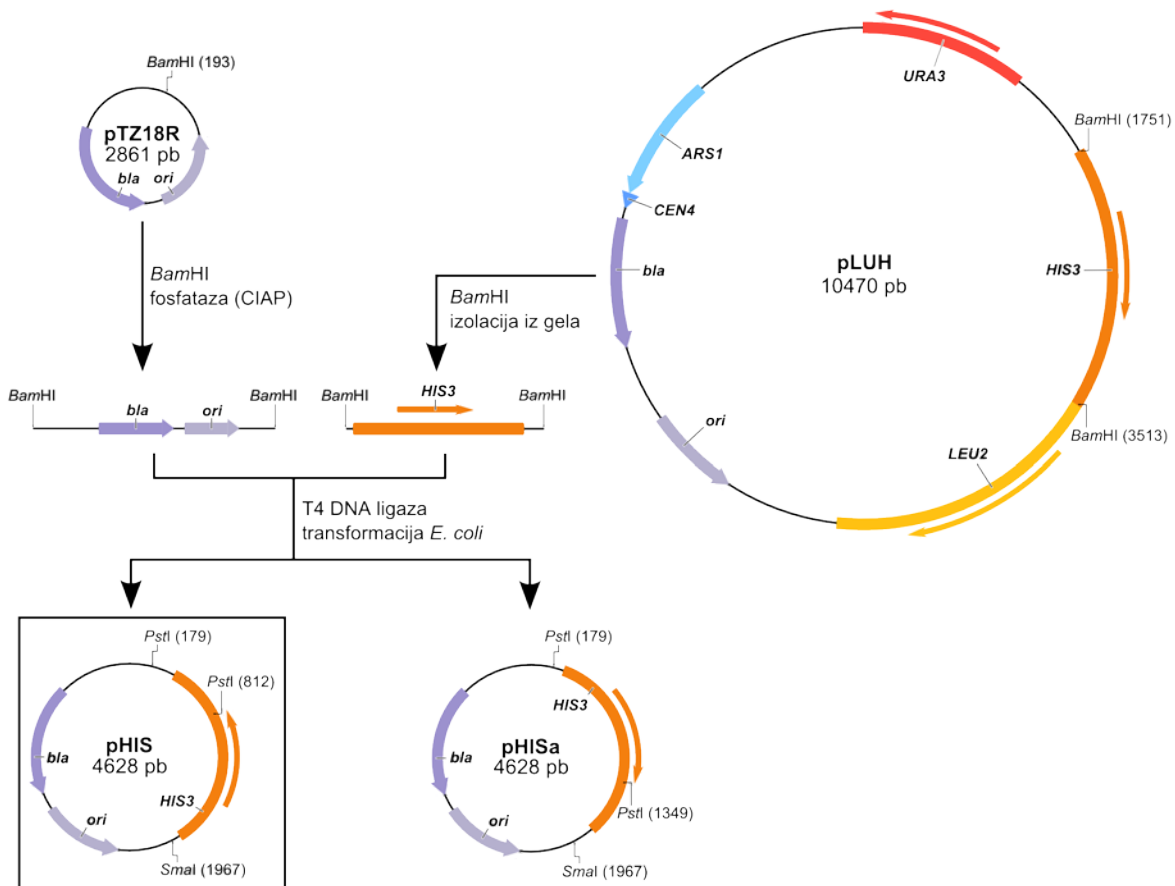 BamHI (193)
pTZ18R
2861 pb
bla
ori
BamHI
fosfataza (CIAP)
BamHI
izolacija iz gela
URA3
BamHI (1751)
ARS1
CEN4
bla
pLUH
10470 pb
HIS3
ori
LEU2
BamHI (3513)
BamHI
bla
ori
BamHI
BamHI
HIS3
BamHI
T4 DNA ligaza
transformacija E. coli
PstI (179)
PstI (812)
pHIS
4628 pb
bla
HIS3
ori
SmaI (1967)
PstI (179)
HIS3
pHISa
4628 pb
bla
PstI (1349)
ori
SmaI (1967)